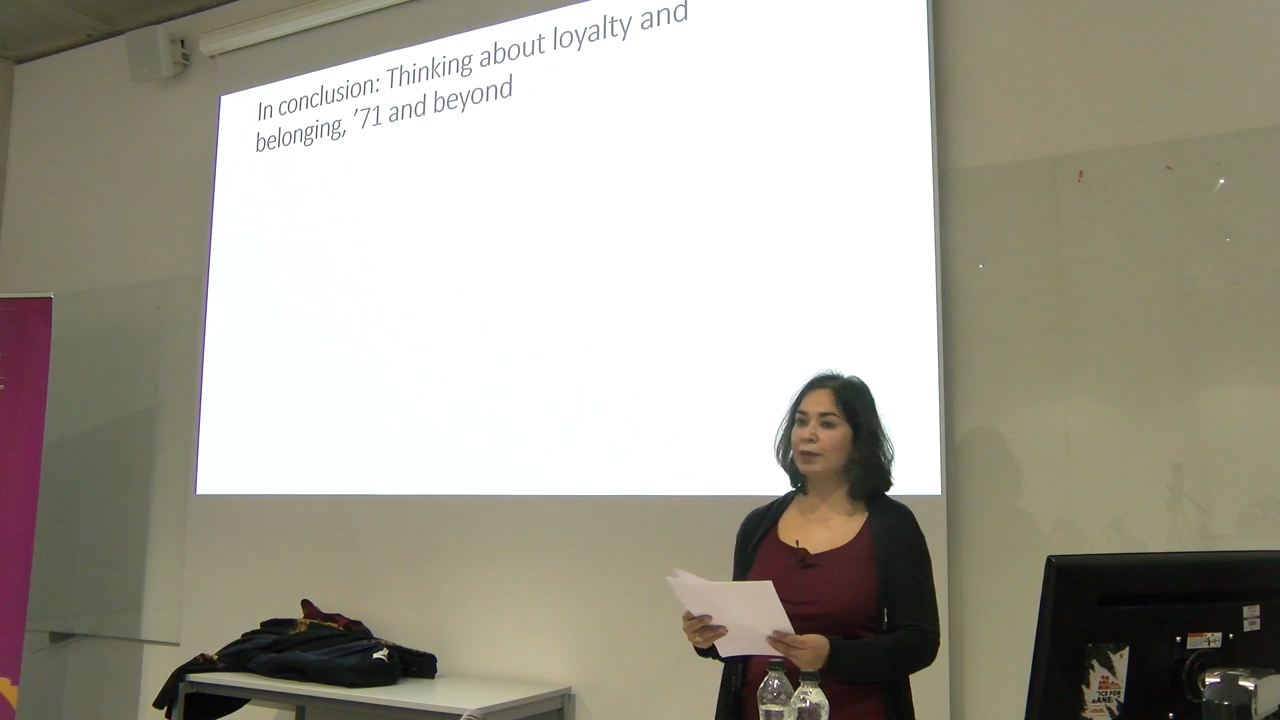 In conclusion: Thinking about loyalty and
belonging, ’71 and beyond